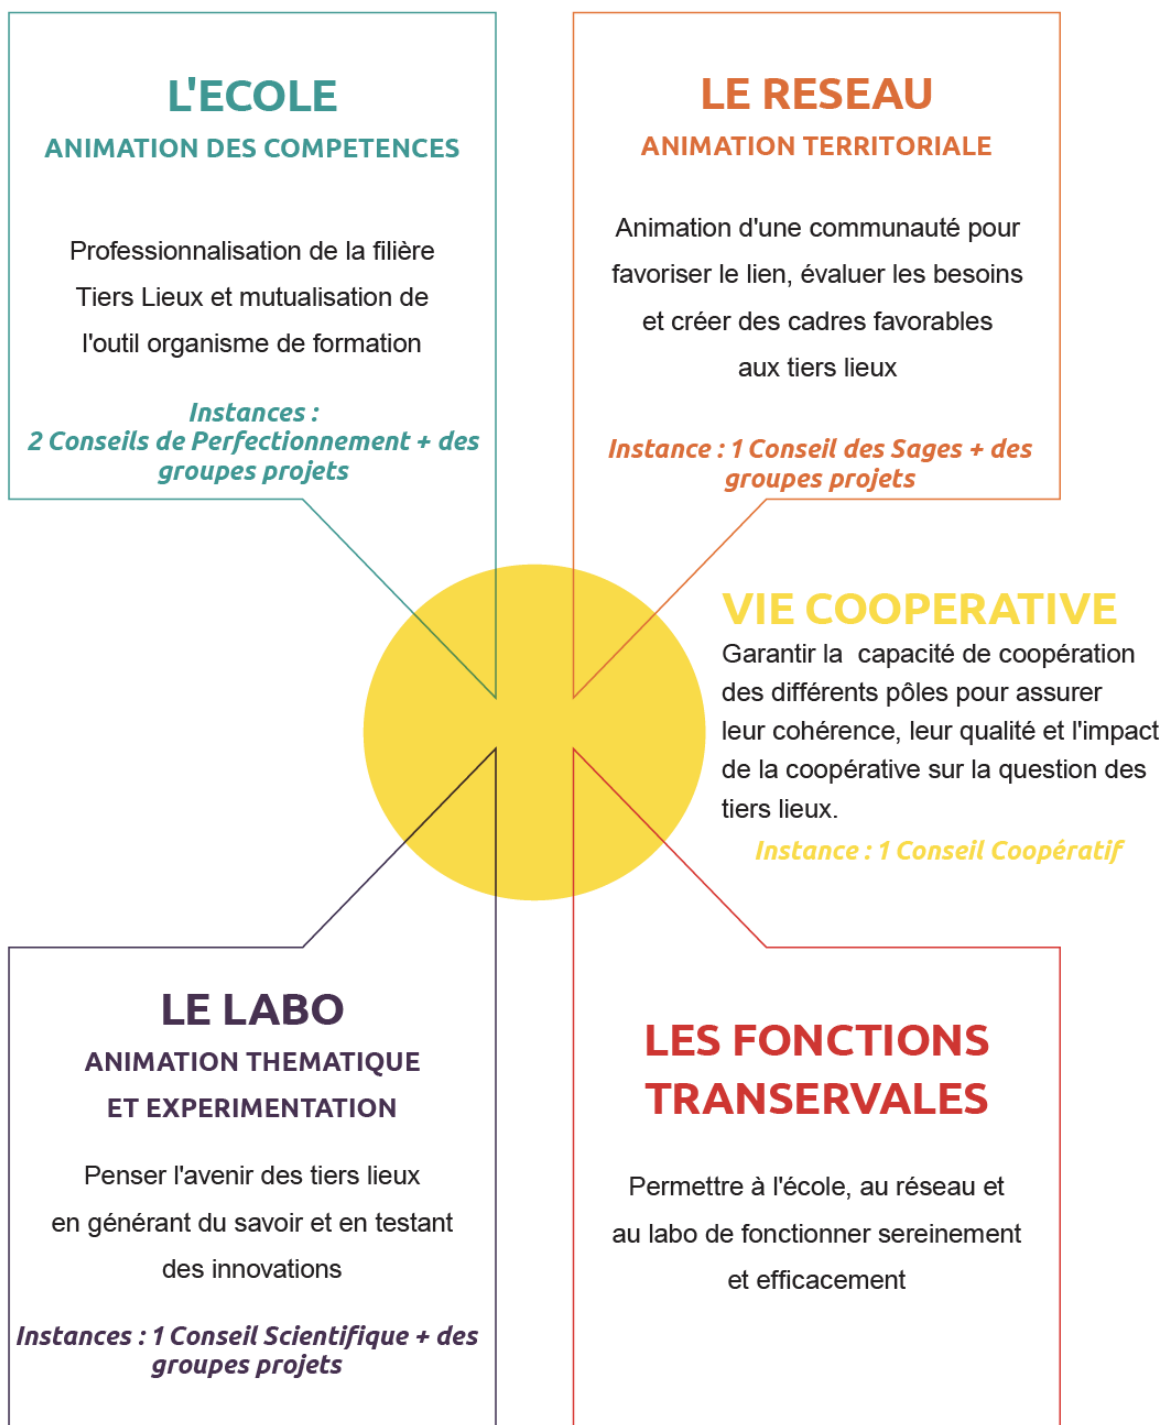 L'ECOLE
ANIMATION DES COMPETENCES
Professionnalisation de la filière
Tiers Lieux et mutualisation de
l'outil organisme de formation
Instances :
2 Conseils de Perfectionnement + des
groupes projets
LE RESEAU
ANIMATION TERRITORIALE
Animation d'une communauté pour
favoriser le lien, évaluer les besoins
et créer des cadres favorables
aux tiers lieux
Instance : 1 Conseil des Sages + des
groupes projets
VIE COOPERATIVE
Garantir la capacité de coopération
des différents pôles pour assurer
leur cohérence, leur qualité et l'impact
de la coopérative sur la question des
tiers lieux.
Instance : 1 Conseil Coopératif
LE LABO
ANIMATION THEMATIQUE
ET EXPERIMENTATION
Penser l'avenir des tiers lieux
en générant du savoir et en testant
des innovations
Instances : 1 Conseil Scientifique + des
groupes projets
LES FONCTIONS
TRANSERVALES
Permettre à l'école, au réseau et
au labo de fonctionner sereinement
et efficacement